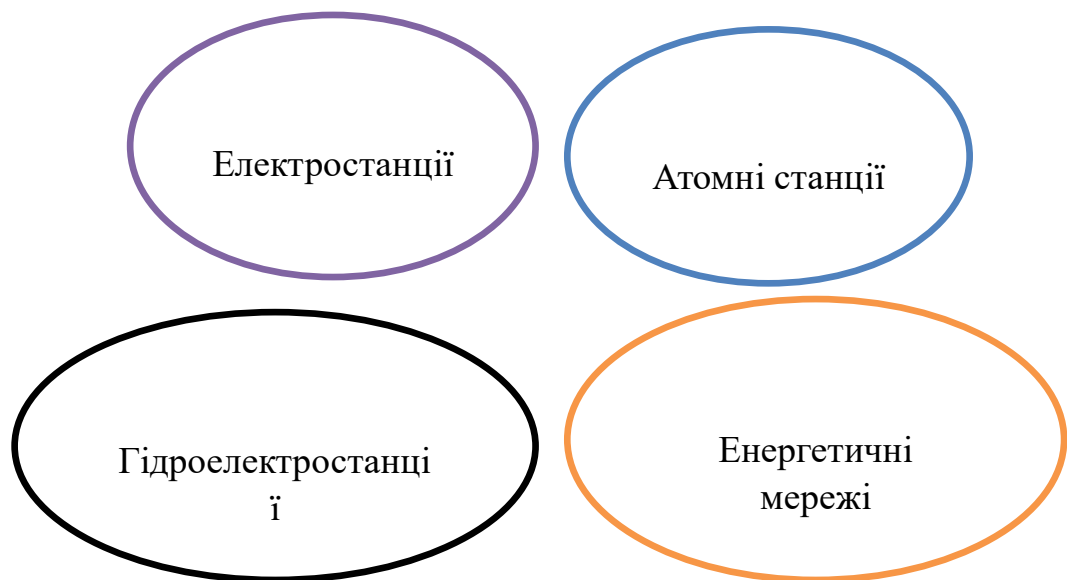 Електростанції
Атомні станції
Гідроелектростанці
ї
Енергетичні
мережі